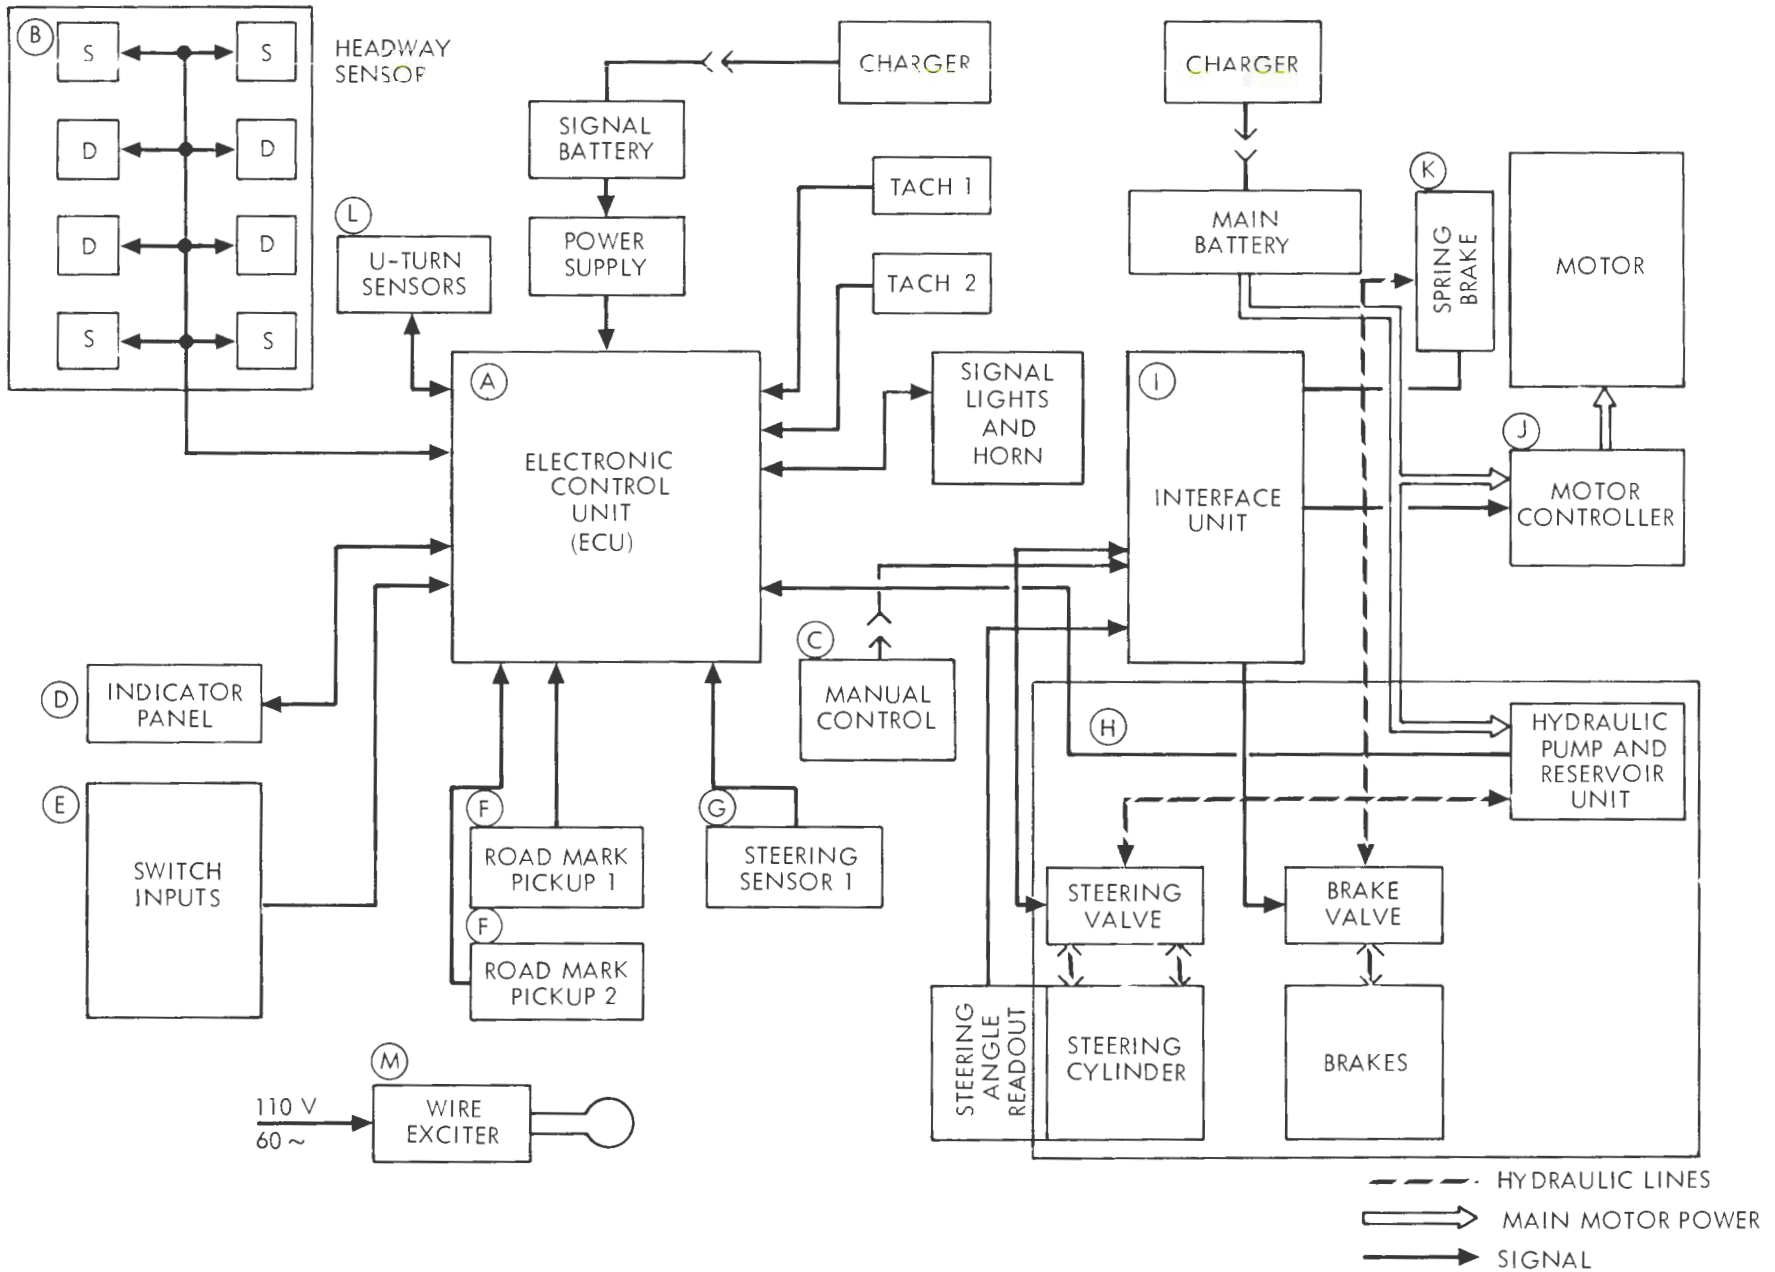 B
S
S
D
D
D
D
S
S
HEADWAY
SENSOR
CHARGER
CHARGER
SIGNAL
BATTERY
POWER
SUPPLY
TACH 1
TACH 2
L
U-TURN
SENSORS
MAIN
BATTERY
K
SPRING
BRAKE
MOTOR
A
ELECTRONIC
CONTROL
UNIT
(ECU)
SIGNAL
LIGHTS
AND
HORN
I
INTERFACE
UNIT
J
MOTOR
CONTROLLER
D
INDICATOR
PANEL
C
MANUAL
CONTROL
H
HYDRAULIC
PUMP AND
RESERVOIR
UNIT
E
SWITCH
INPUTS
F
ROAD MARK
PICKUP 1
F
ROAD MARK
PICKUP 2
G
STEERING
SENSOR 1
STEERING
VALVE
BRAKE
VALVE
STEERING
ANGLE
READOUT
STEERING
CYLINDER
BRAKES
M
110 V
60 ~
WIRE
EXCITER
HYDRAULIC LINES
MAIN MOTOR POWER
SIGNAL